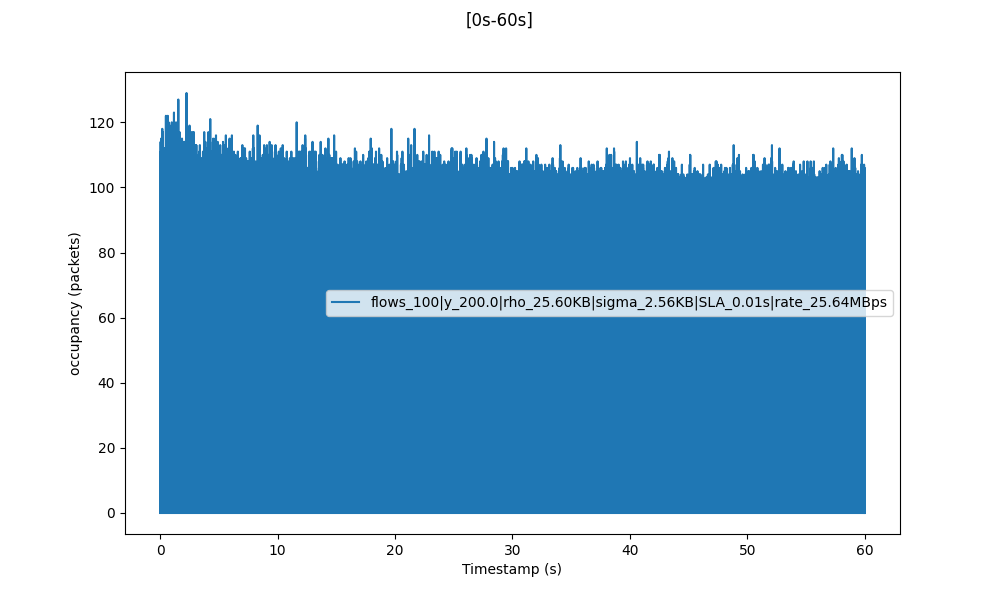 [0s-60s]
120
100
80
60
40
20
0
occupancy (packets)
flows_100|y_200.0|rho_25.60KB|sigma_2.56KB|SLA_0.01s|rate_25.64MBps
0 10 20 30 40 50 60
Timestamp (s)